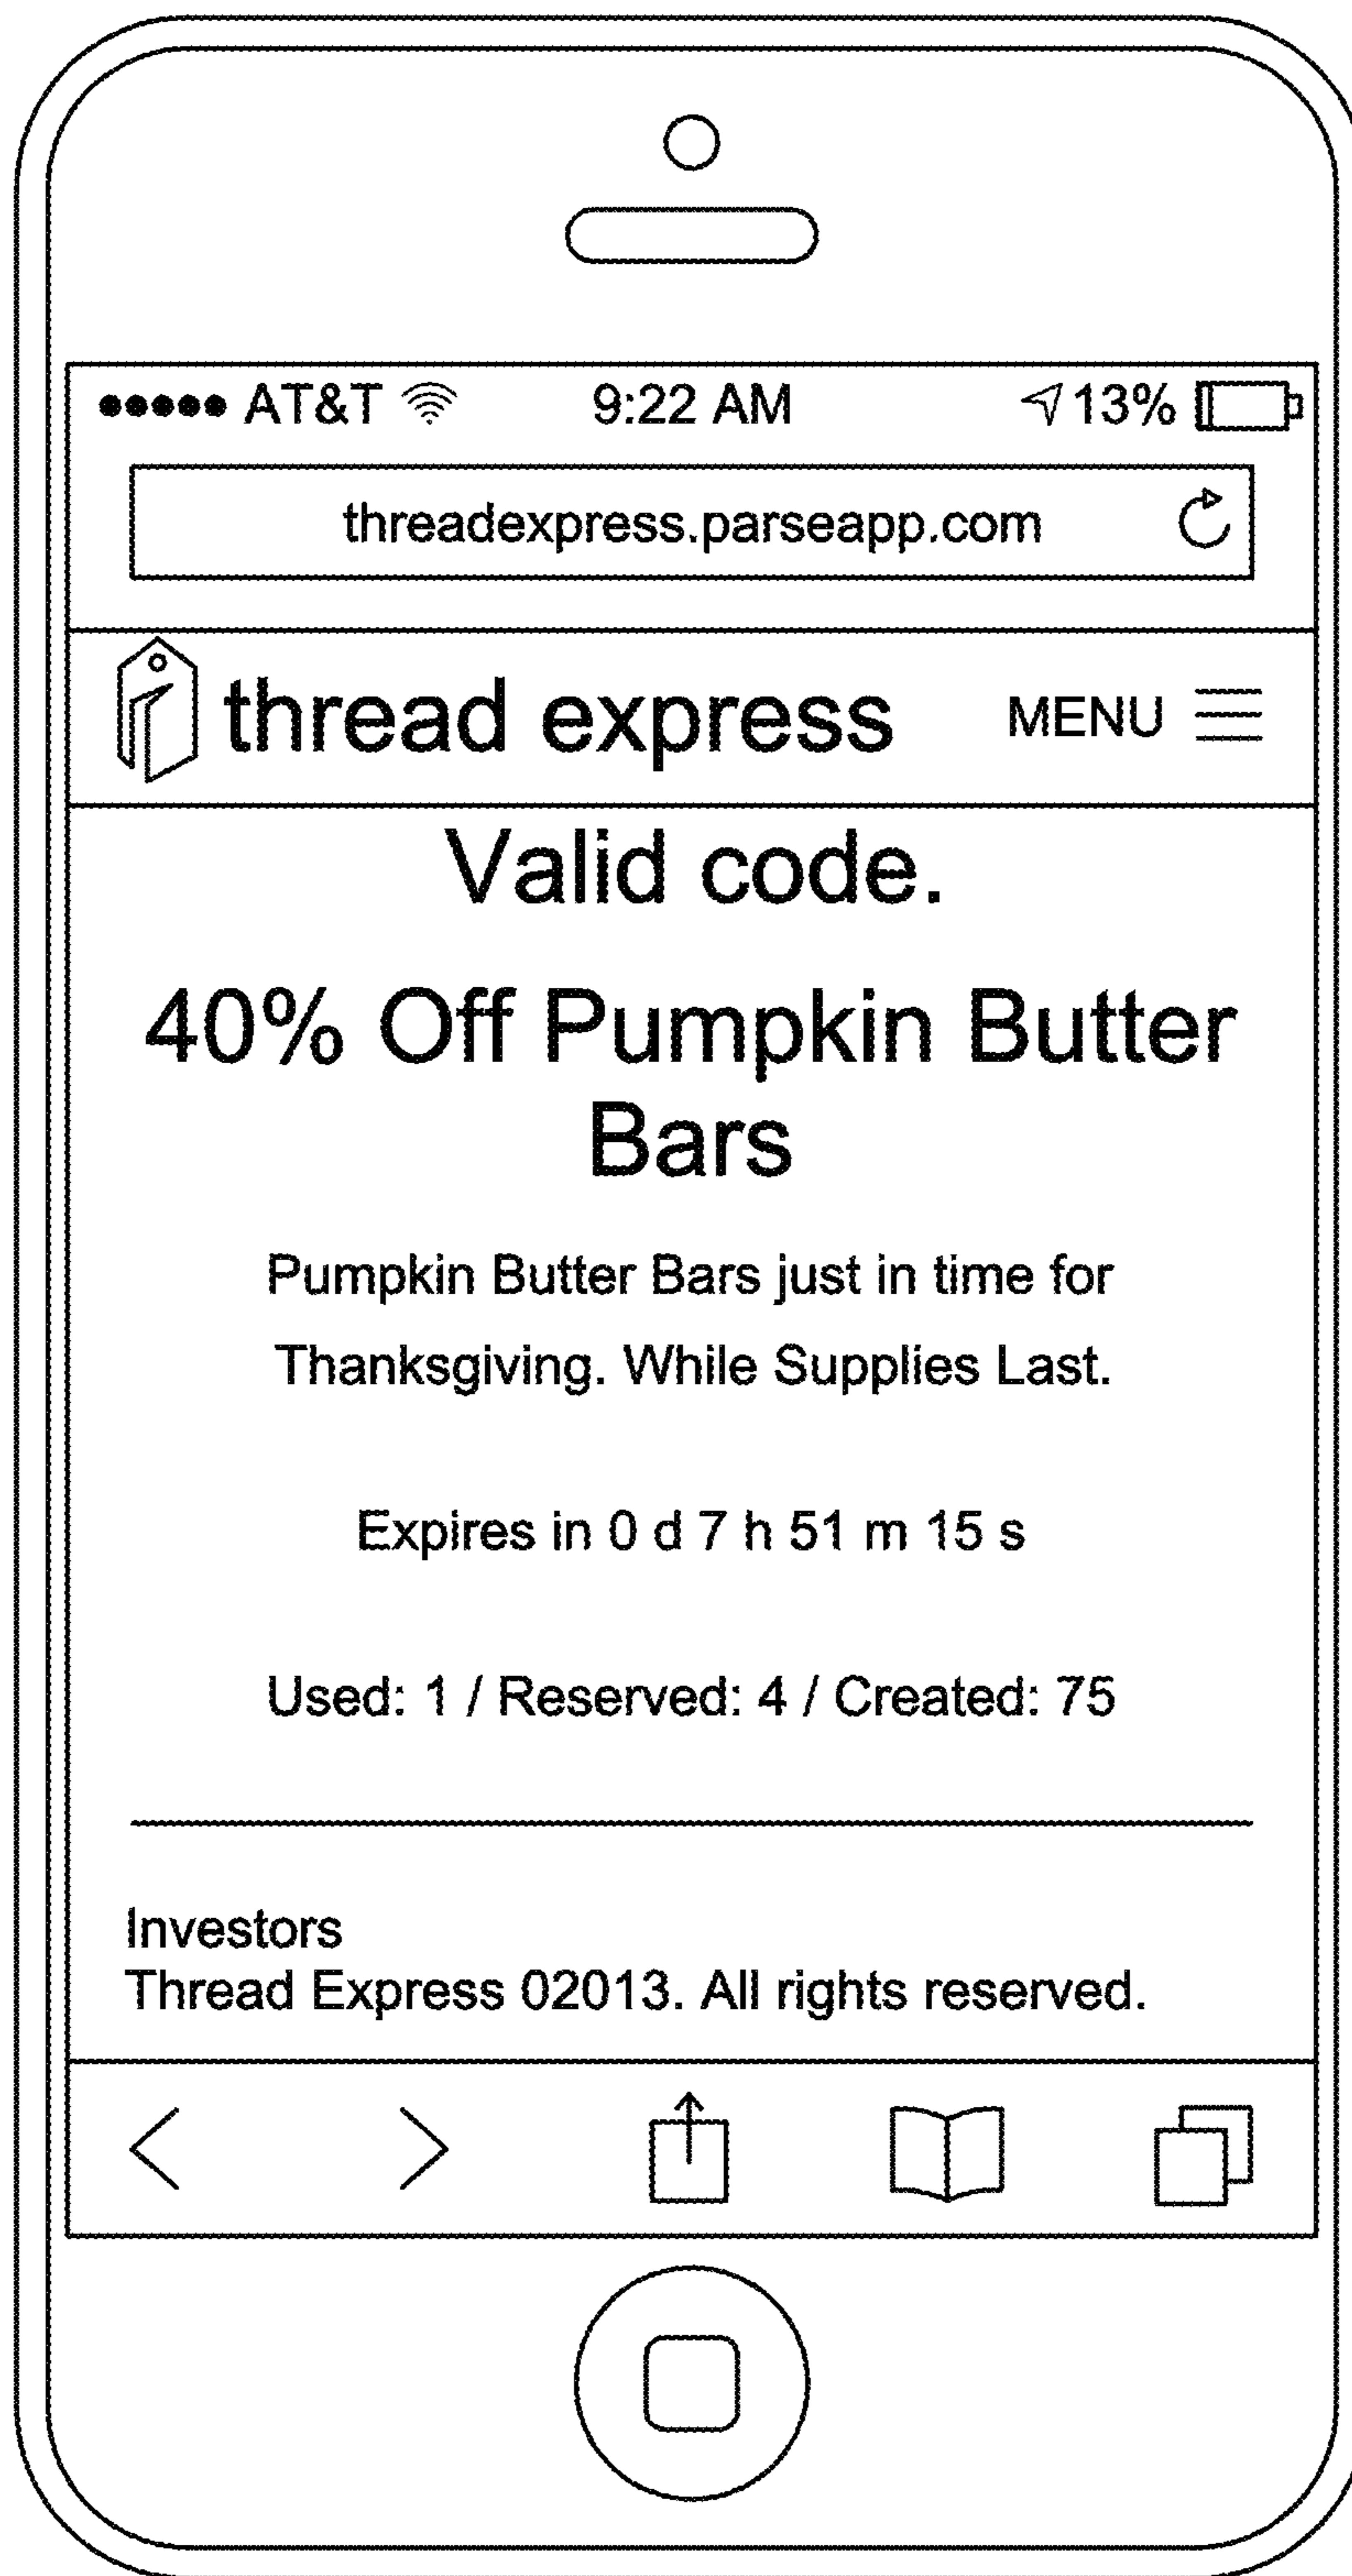 AT&T 9:22 AM 13%
threadexpress.parseapp.com
thread express MENU
Valid code.
40% Off Pumpkin Butter
Bars
Pumpkin Butter Bars just in time for
Thanksgiving. While Supplies Last.
Expires in 0 d 7 h 51 m 15 s
Used: 1 / Reserved: 4 / Created: 75
Investors
Thread Express 02013. All rights reserved.